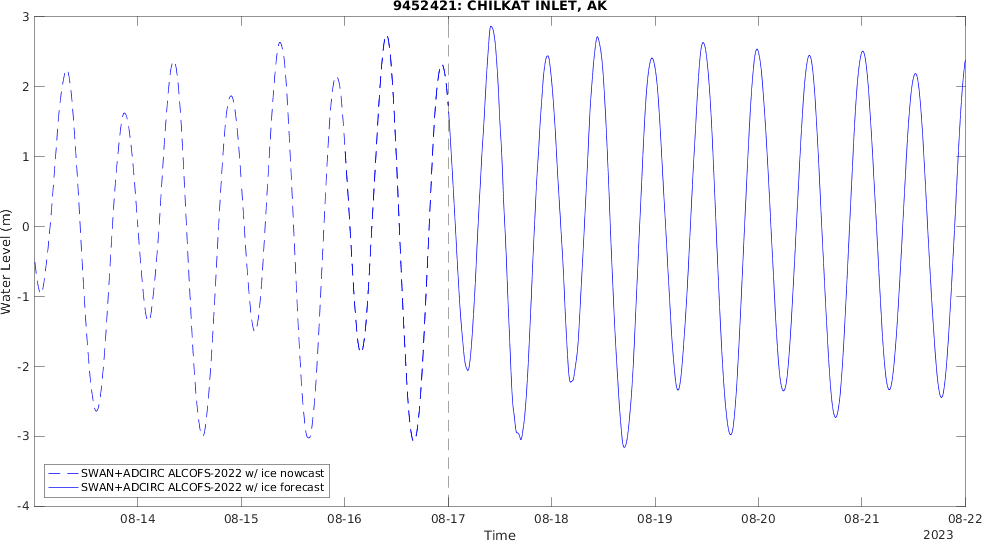 9452421: CHILKAT INLET, AK
3
2
1
0
-1
-2
-3
-4
Water Level (m)
SWAN+ADCIRC ALCOFS-2022 w/ ice nowcast
SWAN+ADCIRC ALCOFS-2022 w/ ice forecast
08-14 08-15 08-16 08-17 08-18 08-19 08-20 08-21 08-22
Time
2023